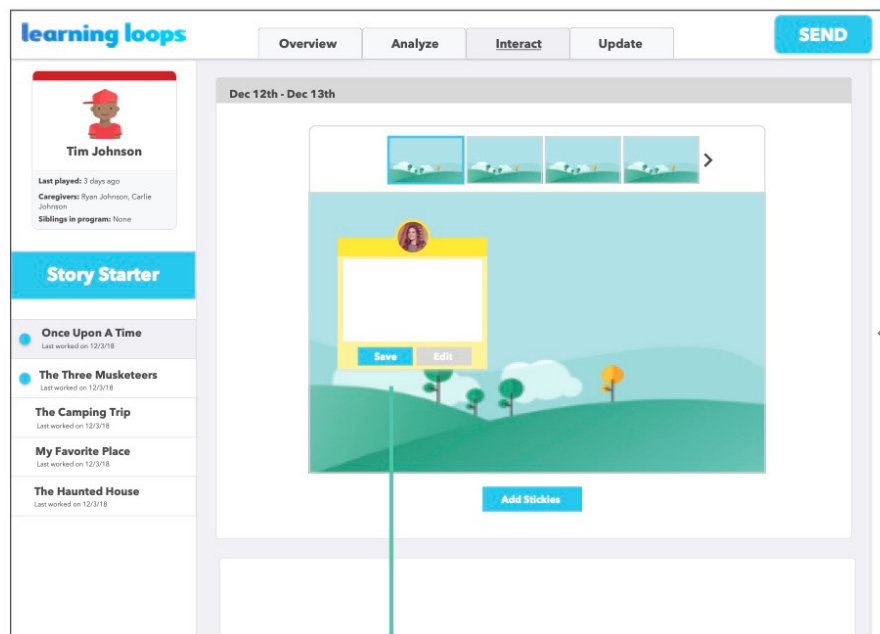 learning loops
Overview
Analyze
Interact
Update
SEND
Tim Johnson
Last played: 3 days ago
Caregivers: Ryan Johnson, Carlie
Johnson
Siblings in program: None
Story Starter
Once Upon A Time
Last worked on 12/3/18
The Three Musketeers
Last worked on 12/3/18
The Camping Trip
Last worked on 12/3/18
My Favorite Place
Last worked on 12/3/18
The Haunted House
Last worked on 12/3/18
Dec 12th - Dec 13th
Save
Edit
Add Stickies